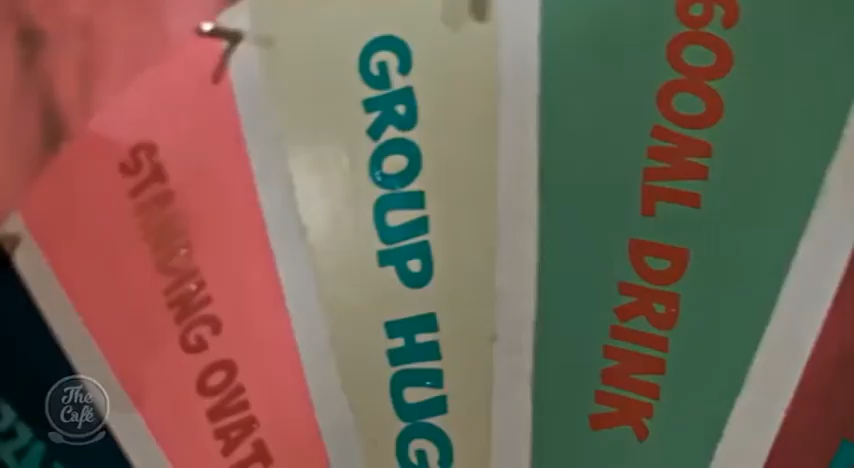 STANDING OVAT
GROUP HUG
600ML DRINK
The
Café